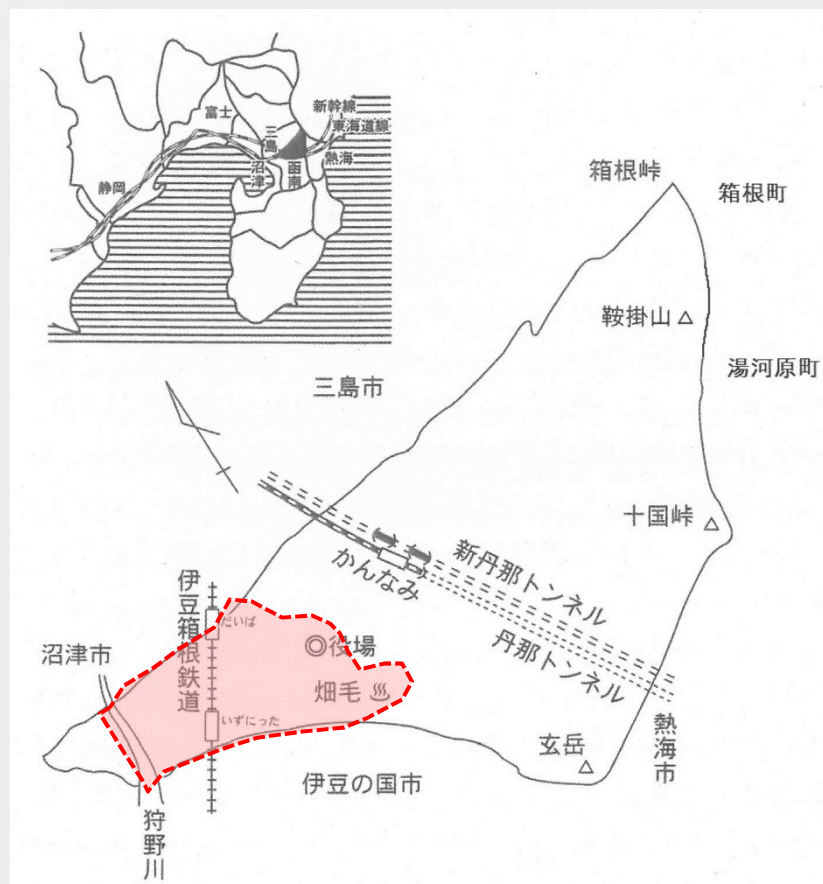 新幹線
東海道線
富士
三島
沼津
函南
熱海
静岡
箱根峠
箱根町
鞍掛山
湯河原町
三島市
十国峠
かんなみ
新丹那トンネル
丹那トンネル
伊豆箱根鉄道
だいば
役場
沼津市
畑毛
いずにった
熱海市
玄岳
伊豆の国市
狩野川